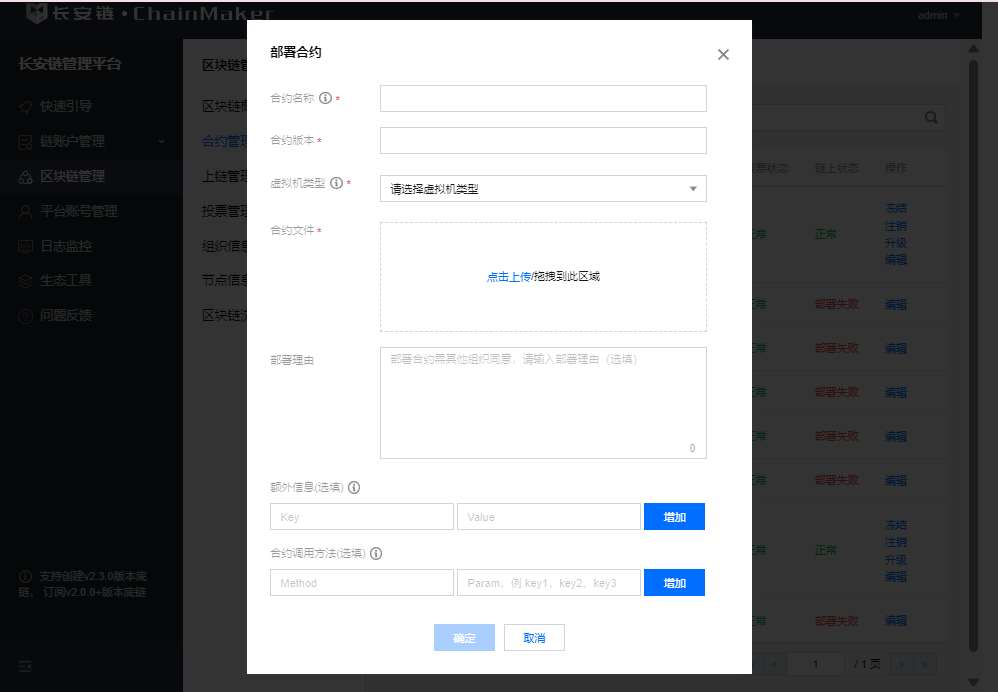 长安链·ChainMaker
admin
长安链管理平台
快速引导
链账户管理
区块链管理
平台账号管理
日志监控
生态工具
问题反馈
支持创建v2.3.0版本底
链， 订阅v2.0.0+版本底链
区块链管
区块链
合约管理
上链管理
投票管理
组织信息
节点信息
区块链
部署合约
合约名称 *
合约版本 *
虚拟机类型 *
请选择虚拟机类型
合约文件 *
点击上传/拖拽到此区域
部署理由
部署合约需其他组织同意，请输入部署理由（选填）
0
额外信息(选填)
Key Value 增加
合约调用方法(选填)
Method Param，例 key1，key2，key3 增加
确定 取消
票状态 链上状态 操作
常 正常 冻结
注销
升级
编辑
常 部署失败 编辑
常 部署失败 编辑
常 部署失败 编辑
常 部署失败 编辑
常 部署失败 编辑
常 正常 冻结
注销
升级
编辑
常 部署失败 编辑
1 / 1 页